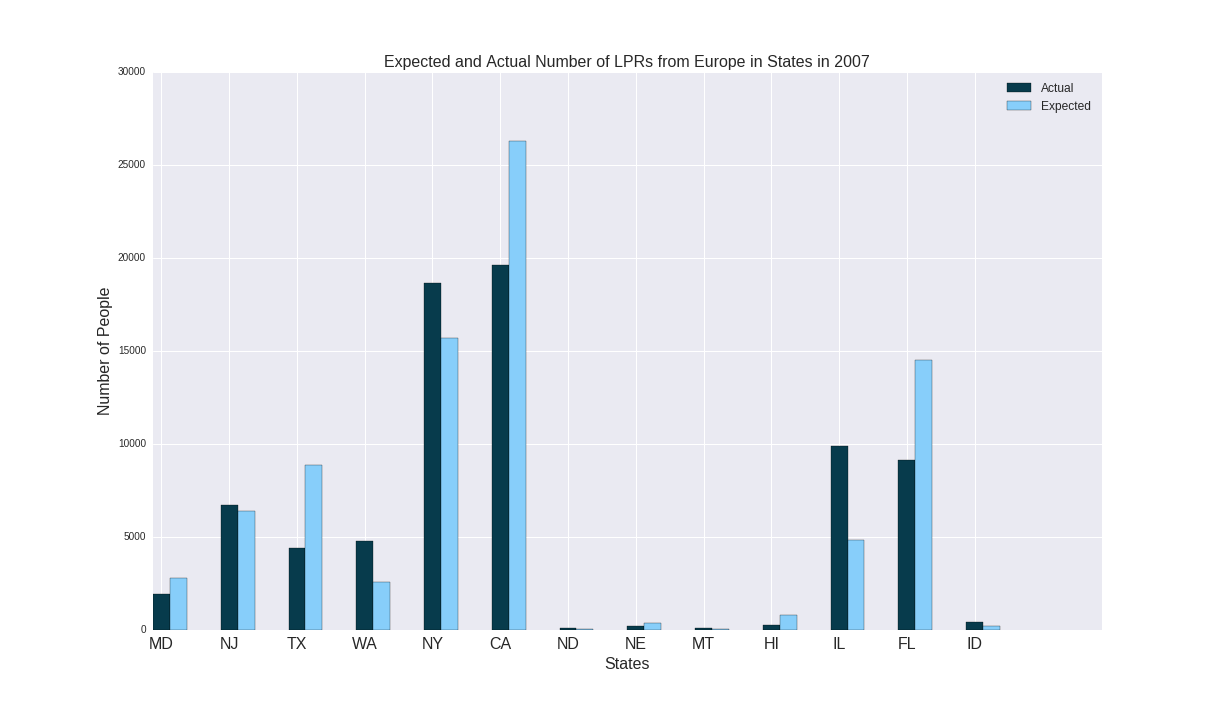 Expected and Actual Number of LPRs from Europe in States in 2007
30000
25000
20000
15000
10000
5000
0
Number of People
Actual
Expected
MD NJ TX WA NY CA ND NE MT HI IL FL ID
States